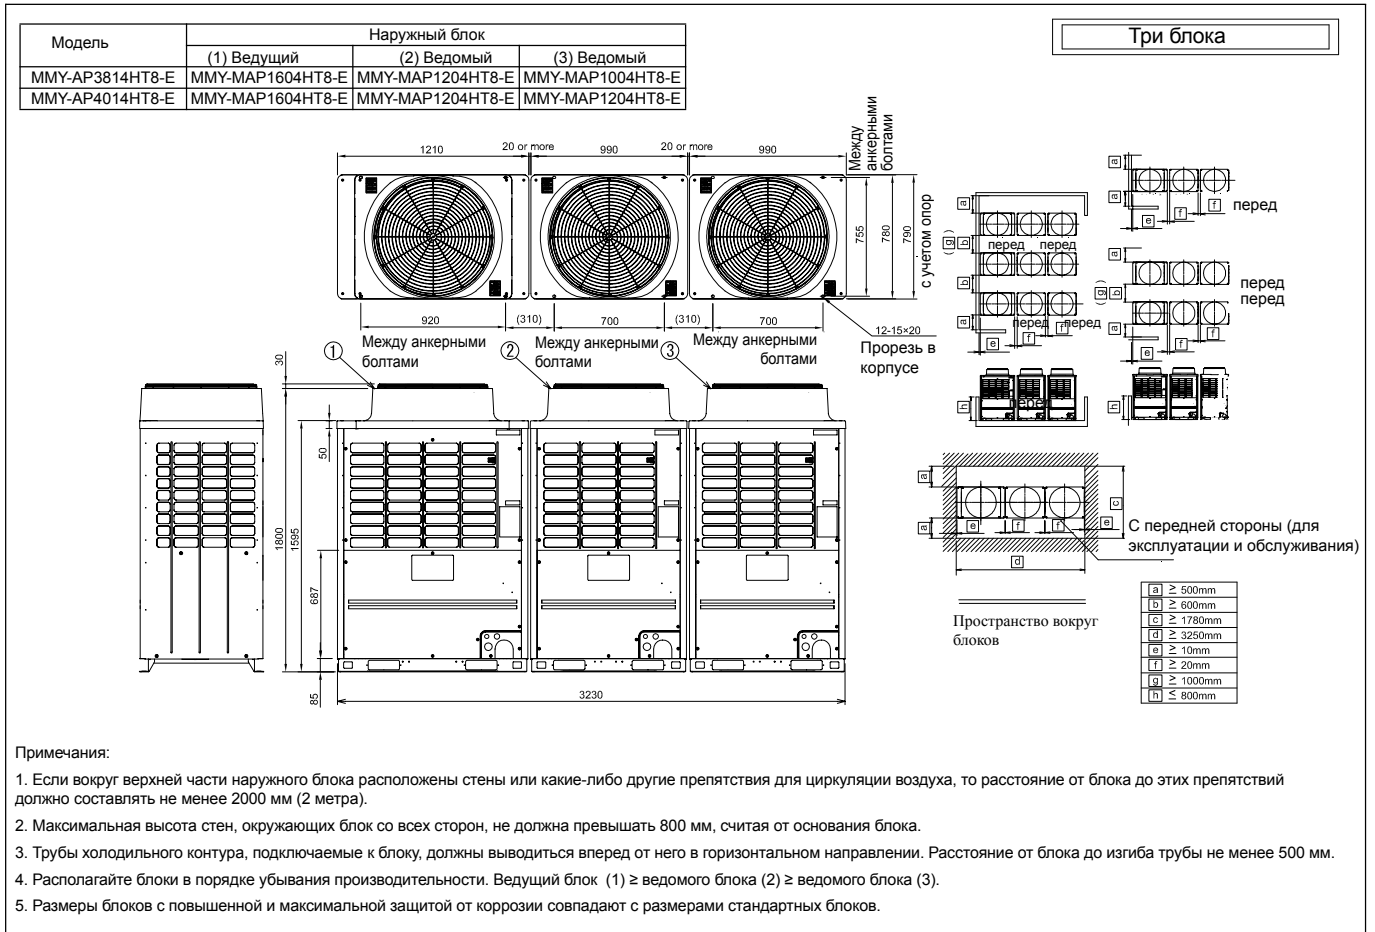 Модель
Наружный блок
(1) Ведущий
(2) Ведомый
(3) Ведомый
MMY-AP3814HT8-E MMY-MAP1604HT8-E MMY-MAP1204HT8-E MMY-MAP1004HT8-E
MMY-AP4014HT8-E MMY-MAP1604HT8-E MMY-MAP1204HT8-E MMY-MAP1204HT8-E
Три блока
1210
20 or more
990
20 or more
990
Между
анкерными
болтами
755
780
790
с учетом опор
920
(310)
700
(310)
700
12-15×20
Прорезь в
корпусе
Между анкерными
болтами
Между анкерными
болтами
Между анкерными
болтами
1
2
3
30
50
1800
1595
687
85
3230
a
g
( )
b
b
a
перед
перед
перед
перед
e
f
f
h
перед
a
a
e
f
f
перед
a
g
( )
b
a
перед
перед
e
f
f
h
a
a
e
f
f
e
c
d
С передней стороны (для
эксплуатации и обслуживания)
Пространство вокруг
блоков
a ≥ 500mm
b ≥ 600mm
c ≥ 1780mm
d ≥ 3250mm
e ≥ 10mm
f ≥ 20mm
g ≥ 1000mm
h ≤ 800mm
Примечания:
1. Если вокруг верхней части наружного блока расположены стены или какие-либо другие препятствия для циркуляции воздуха, то расстояние от блока до этих препятствий
должно составлять не менее 2000 мм (2 метра).
2. Максимальная высота стен, окружающих блок со всех сторон, не должна превышать 800 мм, считая от основания блока.
3. Трубы холодильного контура, подключаемые к блоку, должны выводиться вперед от него в горизонтальном направлении. Расстояние от блока до изгиба трубы не менее 500 мм.
4. Располагайте блоки в порядке убывания производительности. Ведущий блок (1) ≥ ведомого блока (2) ≥ ведомого блока (3).
5. Размеры блоков с повышенной и максимальной защитой от коррозии совпадают с размерами стандартных блоков.